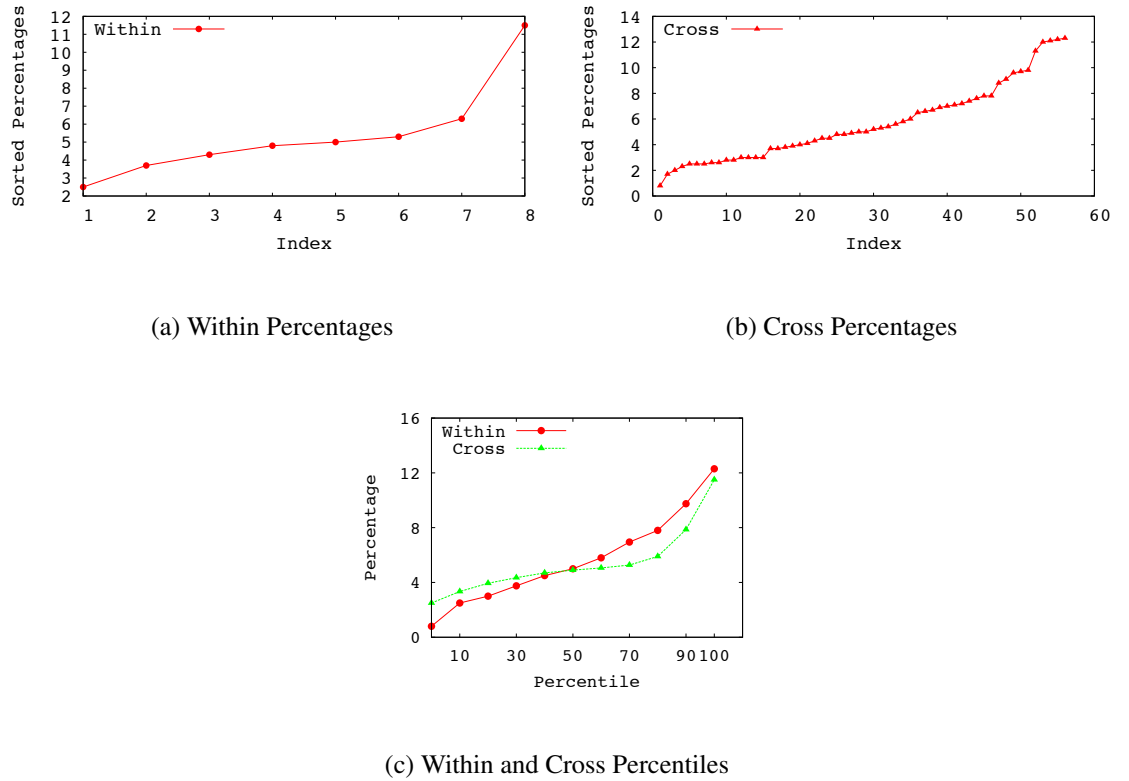 Sorted Percentages
12
11
10
9
8
7
6
5
4
3
2
Within
1 2 3 4 5 6 7 8
Index
(a) Within Percentages
Sorted Percentages
14
12
10
8
6
4
2
0
Cross
0 10 20 30 40 50 60
Index
(b) Cross Percentages
Percentage
16
12
8
4
0
Within
Cross
10 30 50 70 90 100
Percentile
(c) Within and Cross Percentiles